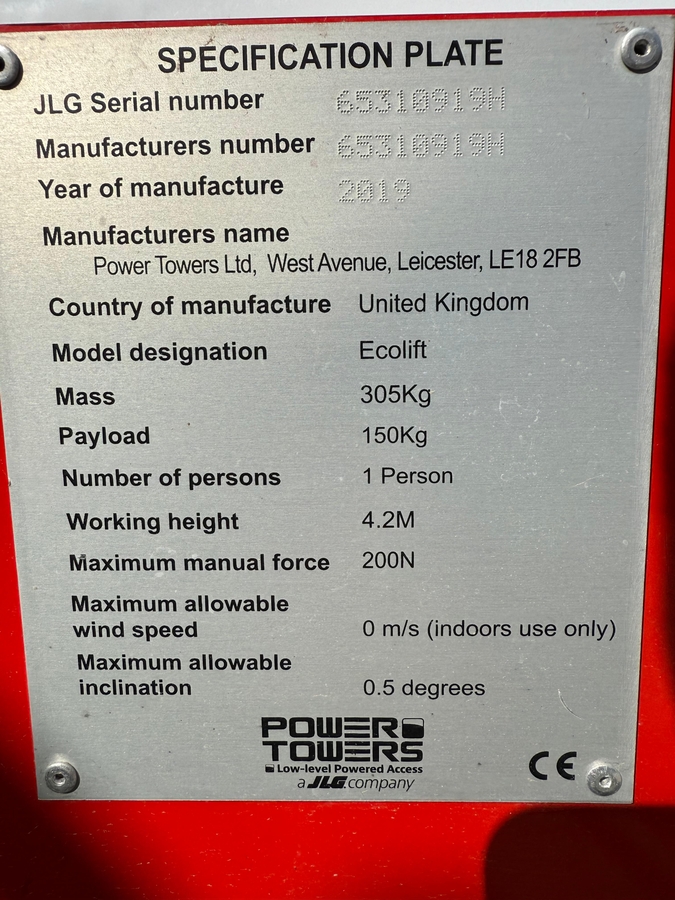 SPECIFICATION PLATE
JLG Serial number 65310919H
Manufacturers number 65310919H
Year of manufacture 2019
Manufacturers name
Power Towers Ltd, West Avenue, Leicester, LE18 2FB
Country of manufacture United Kingdom
Model designation Ecolift
Mass 305Kg
Payload 150Kg
Number of persons 1 Person
Working height 4.2M
Maximum manual force 200N
Maximum allowable
wind speed 0 m/s (indoors use only)
Maximum allowable
inclination 0.5 degrees
POWER
TOWERS
Low-level Powered Access
a JLG company
CE